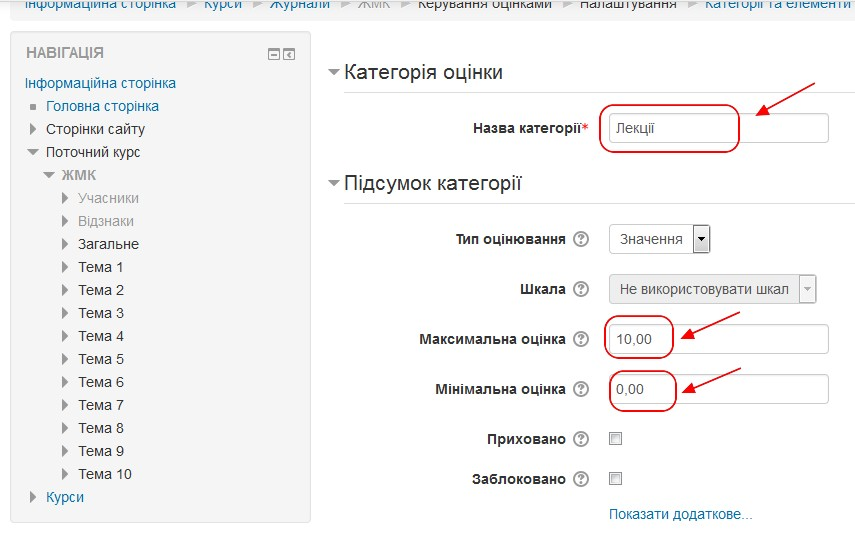 Інформаційна сторінка Курси Журнали ЖМК Керування оцінками Налаштування Категорії та елементи
НАВІГАЦІЯ
Інформаційна сторінка
Головна сторінка
Сторінки сайту
Поточний курс
ЖМК
Учасники
Відзнаки
Загальне
Тема 1
Тема 2
Тема 3
Тема 4
Тема 5
Тема 6
Тема 7
Тема 8
Тема 9
Тема 10
Курси
Категорія оцінки
Назва категорії* Лекції
Підсумок категорії
Тип оцінювання Значення
Шкала Не використовувати шкал
Максимальна оцінка 10,00
Мінімальна оцінка 0,00
Приховано
Заблоковано
Показати додаткове...